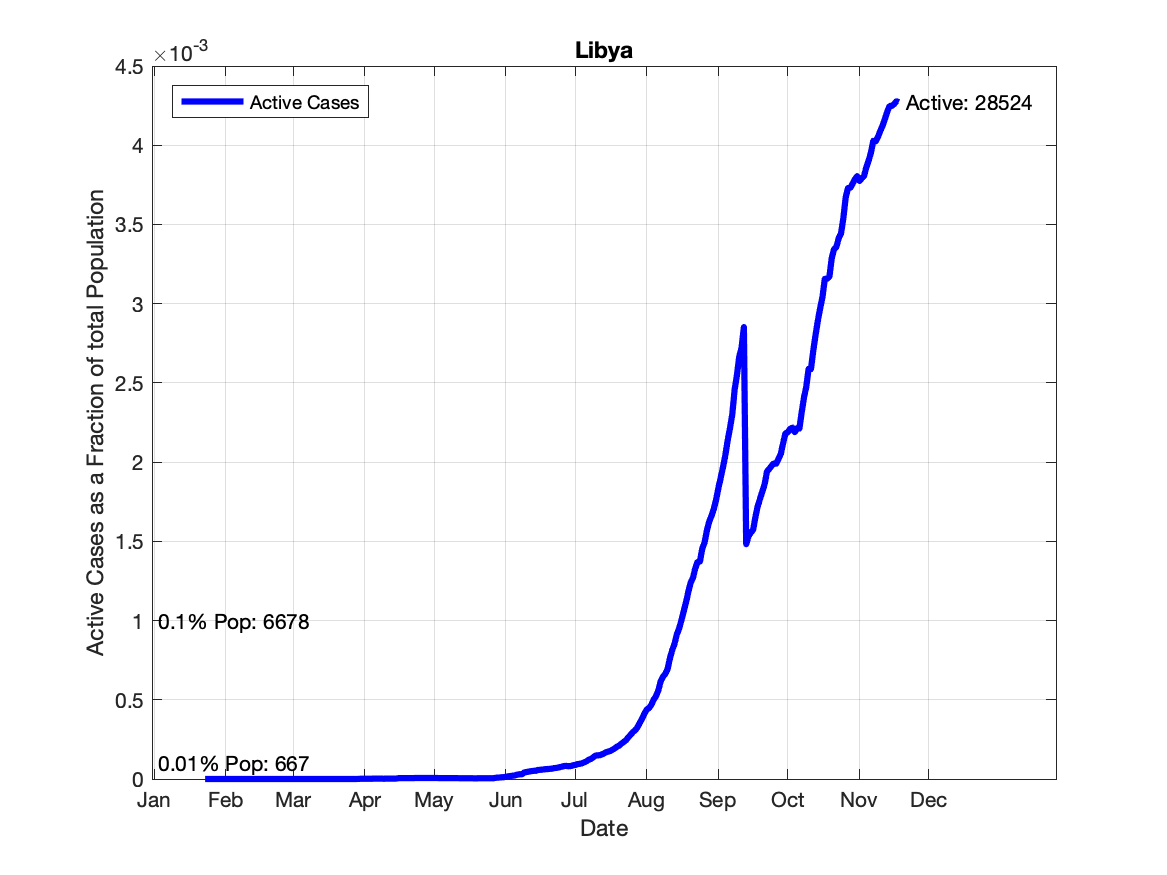 Libya
×10-3
4.5
4
3.5
3
2.5
2
1.5
1
0.5
0
Active Cases as a Fraction of total Population
Active Cases
Active: 28524
0.1% Pop: 6678
0.01% Pop: 667
Jan Feb Mar Apr May Jun Jul Aug Sep Oct Nov Dec
Date